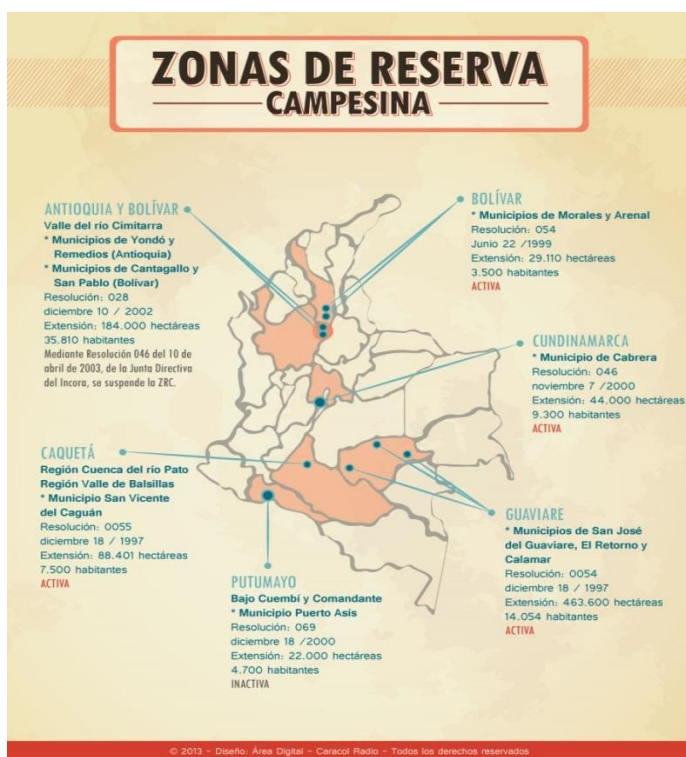 ZONAS DE RESERVA
CAMPESINA
ANTIOQUIA Y BOLÍVAR
Valle del río Cimitarra
* Municipios de Yondó y
Remedios (Antioquia)
* Municipios de Cantagallo y
San Pablo (Bolívar)
Resolución: 028
diciembre 10 / 2002
Extensión: 184.000 hectáreas
35.810 habitantes
Mediante Resolución 046 del 10 de
abril de 2003, de la Junta Directiva
del Incora, se suspende la ZRC.
BOLÍVAR
* Municipios de Morales y Arenal
Resolución: 054
Junio 22 /1999
Extensión: 29.110 hectáreas
3.500 habitantes
ACTIVA
CUNDINAMARCA
* Municipio de Cabrera
Resolución: 046
noviembre 7 /2000
Extensión: 44.000 hectáreas
9.300 habitantes
ACTIVA
CAQUETÁ
Región Cuenca del río Pato
Región Valle de Balsillas
* Municipio San Vicente
del Caguán
Resolución: 0055
diciembre 18 / 1997
Extensión: 88.401 hectáreas
7.500 habitantes
ACTIVA
PUTUMAYO
Bajo Cuembí y Comandante
* Municipio Puerto Asís
Resolución: 069
diciembre 18 /2000
Extensión: 22.000 hectáreas
4.700 habitantes
INACTIVA
GUAVIARE
* Municipios de San José
del Guaviare, El Retorno y
Calamar
Resolución: 0054
diciembre 18 / 1997
Extensión: 463.600 hectáreas
14.054 habitantes
ACTIVA
© 2013 - Diseño: Área Digital - Caracol Radio - Todos los derechos reservados